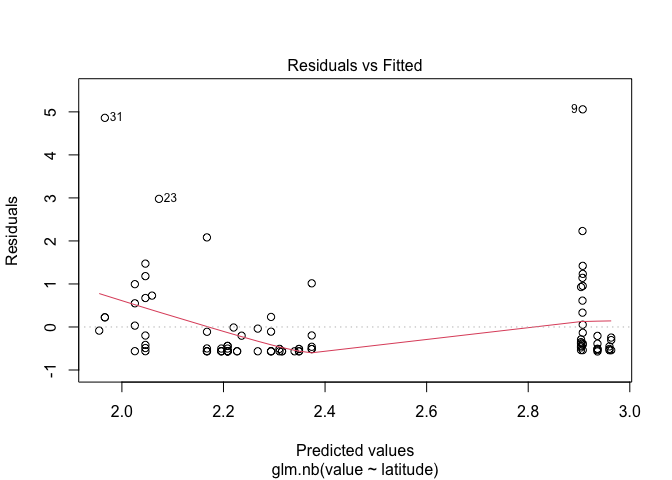 Residuals vs Fitted
Residuals
5
4
3
2
1
0
-1
31
23
9
2.0 2.2 2.4 2.6 2.8 3.0
Predicted values
glm.nb(value ~ latitude)